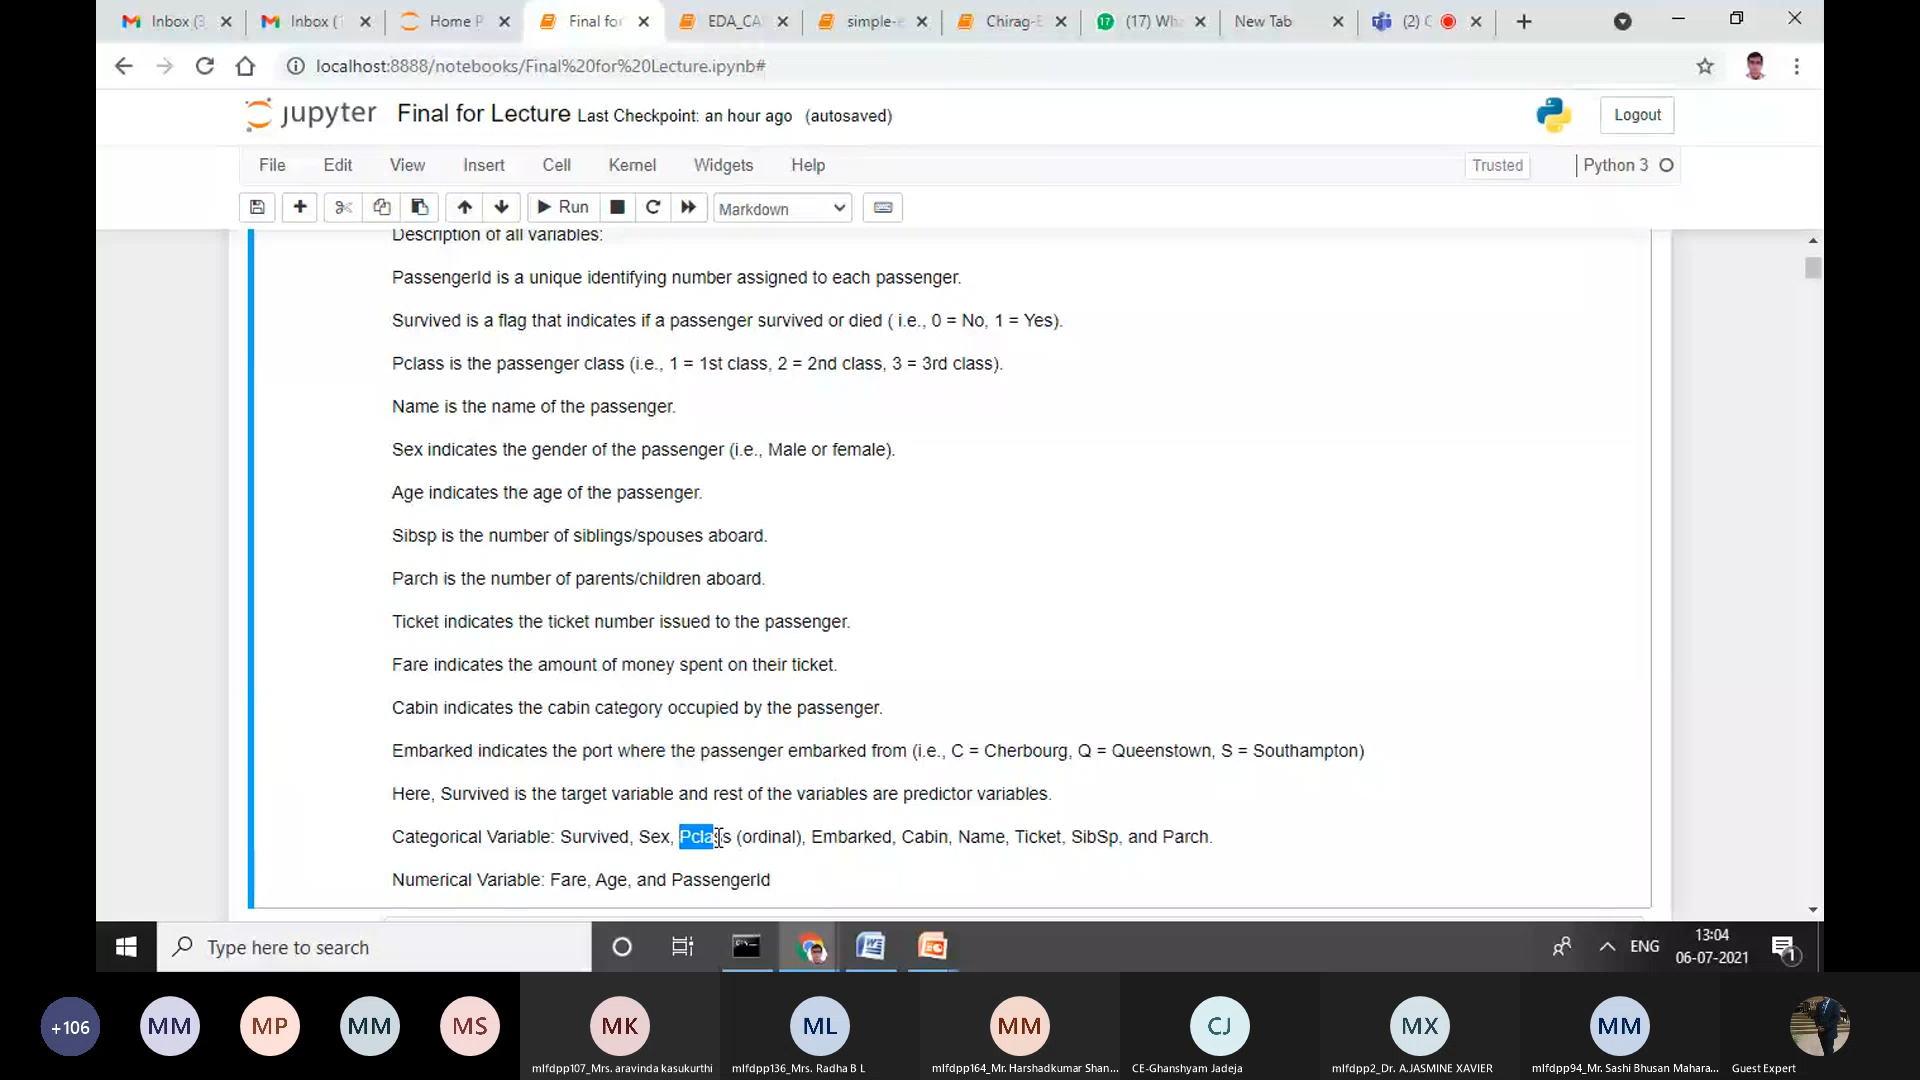 Inbox (3
Inbox (1
Home P
Final for
EDA_CA
simple-e
Chirag-E
17
(17) Wha
New Tab
(2) C
localhost:8888/notebooks/Final%20for%20Lecture.ipynb#
jupyter Final for Lecture Last Checkpoint: an hour ago (autosaved)
Logout
File Edit View Insert Cell Kernel Widgets Help
Trusted
Python 3
Run
Markdown
Description of all variables:
PassengerId is a unique identifying number assigned to each passenger.
Survived is a flag that indicates if a passenger survived or died ( i.e., 0 = No, 1 = Yes).
Pclass is the passenger class (i.e., 1 = 1st class, 2 = 2nd class, 3 = 3rd class).
Name is the name of the passenger.
Sex indicates the gender of the passenger (i.e., Male or female).
Age indicates the age of the passenger.
Sibsp is the number of siblings/spouses aboard.
Parch is the number of parents/children aboard.
Ticket indicates the ticket number issued to the passenger.
Fare indicates the amount of money spent on their ticket.
Cabin indicates the cabin category occupied by the passenger.
Embarked indicates the port where the passenger embarked from (i.e., C = Cherbourg, Q = Queenstown, S = Southampton)
Here, Survived is the target variable and rest of the variables are predictor variables.
Categorical Variable: Survived, Sex, Pclass (ordinal), Embarked, Cabin, Name, Ticket, SibSp, and Parch.
Numerical Variable: Fare, Age, and PassengerId
Type here to search
ENG
13:04
06-07-2021
1
+106
MM
MP
MM
MS
MK
ML
MM
CJ
MX
MM
mlfdpp107_Mrs. aravinda kasukurthi
mlfdpp136_Mrs. Radha B L
mlfdpp164_Mr. Harshadkumar Shan...
CE-Ghanshyam Jadeja
mlfdpp2_Dr. A.JASMINE XAVIER
mlfdpp94_Mr. Sashi Bhusan Mahara...
Guest Expert